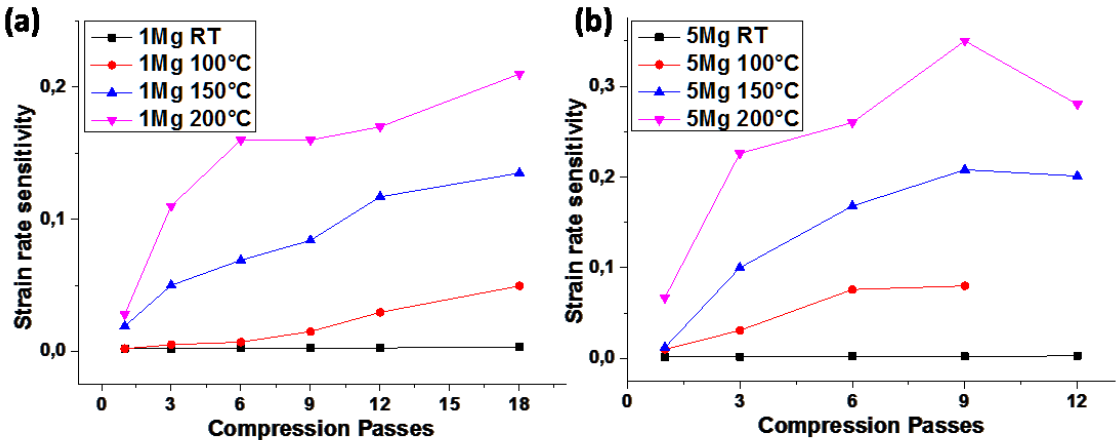 (a)
1Mg RT
1Mg 100°C
1Mg 150°C
1Mg 200°C
0,2
0,1
0,0
Strain rate sensitivity
0 3 6 9 12 15 18
Compression Passes
(b)
5Mg RT
5Mg 100°C
5Mg 150°C
5Mg 200°C
0,3
0,2
0,1
0,0
Strain rate sensitivity
0 3 6 9 12
Compression Passes